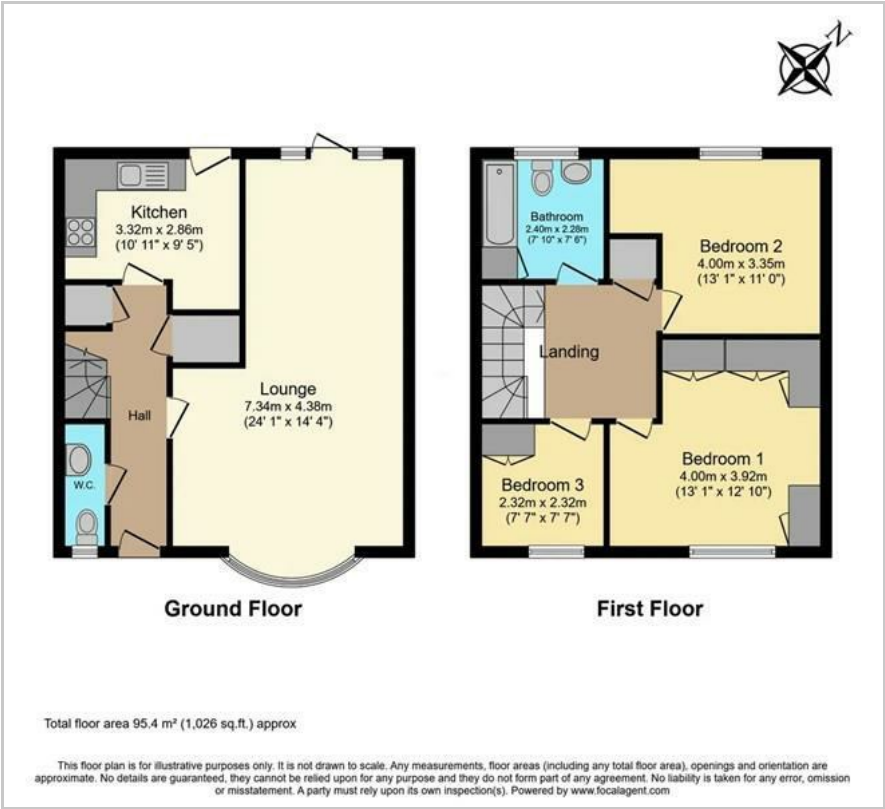 N
Kitchen
3.32m x 2.86m
(10' 11" x 9' 5")
Lounge
7.34m x 4.38m
(24' 1" x 14' 4")
Hall
W.C.
Ground Floor
Bathroom
2.40m x 2.28m
(7' 10" x 7' 6")
Bedroom 2
4.00m x 3.35m
(13' 1" x 11' 0")
Landing
Bedroom 1
4.00m x 3.92m
(13' 1" x 12' 10")
Bedroom 3
2.32m x 2.32m
(7' 7" x 7' 7")
First Floor
Total floor area 95.4 m² (1,026 sq.ft.) approx
This floor plan is for illustrative purposes only. It is not drawn to scale. Any measurements, floor areas (including any total floor area), openings and orientation are
approximate. No details are guaranteed, they cannot be relied upon for any purpose and they do not form part of any agreement. No liability is taken for any error, omission
or misstatement. A party must rely upon its own inspection(s). Powered by www.focalagent.com